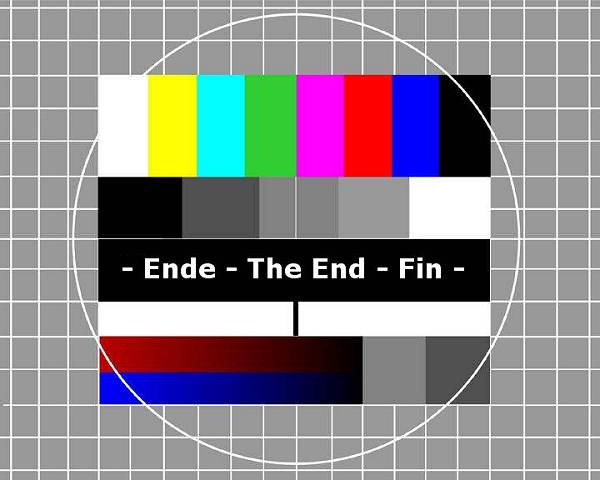 - Ende - The End - Fin -